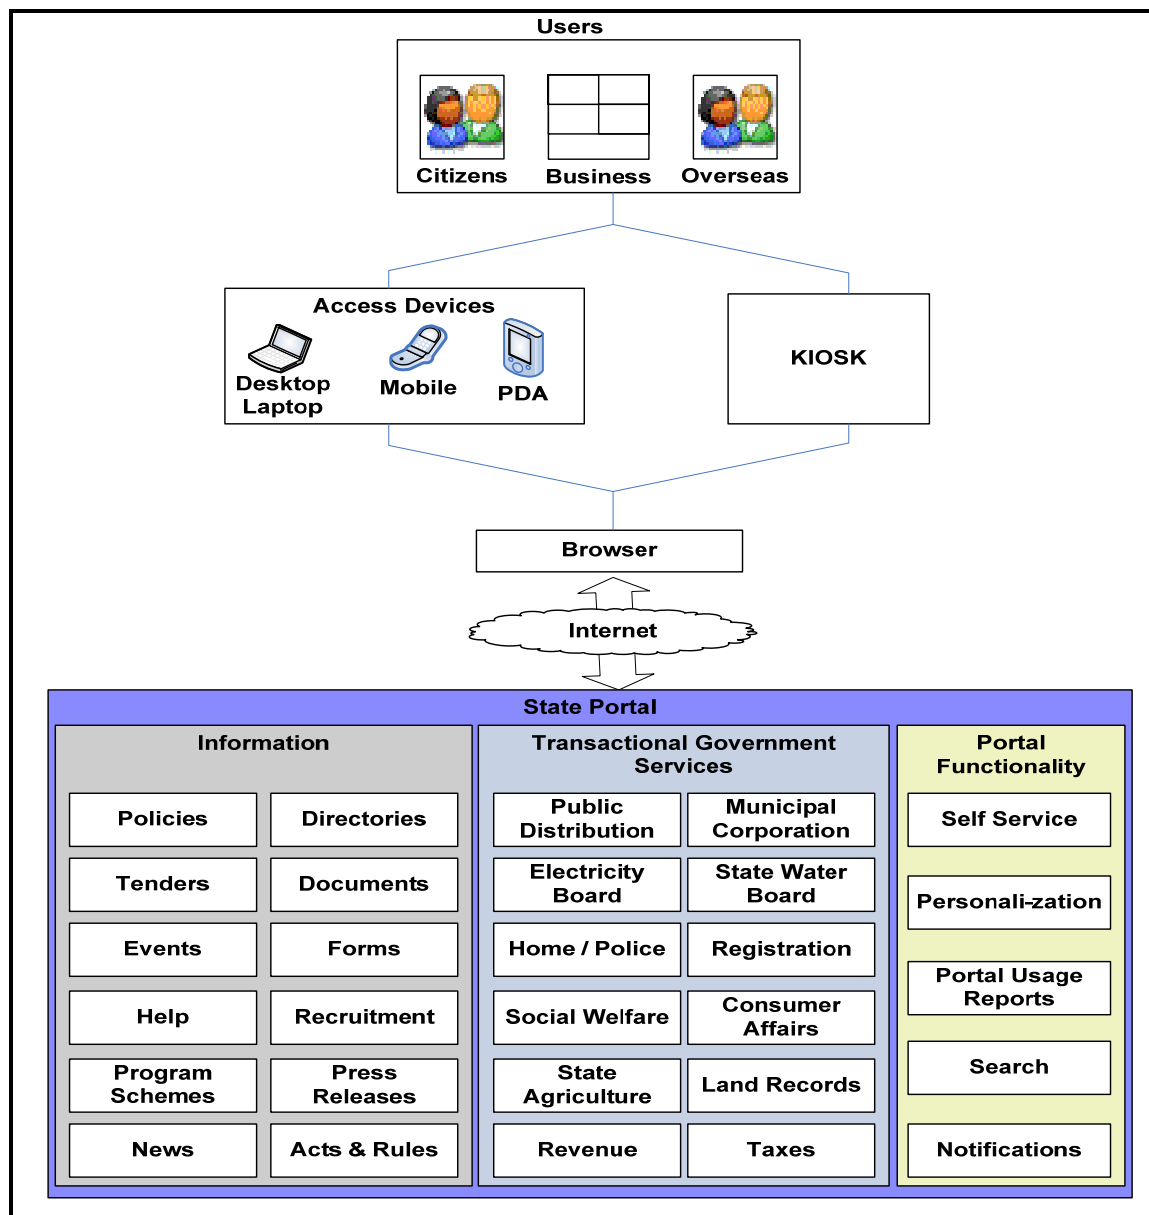 Users
Citizens
Business
Overseas
Access Devices
Desktop
Laptop
Mobile
PDA
KIOSK
Browser
Internet
State Portal
Information
Policies
Directories
Tenders
Documents
Events
Forms
Help
Recruitment
Program
Schemes
Press
Releases
News
Acts & Rules
Transactional Government
Services
Public
Distribution
Municipal
Corporation
Electricity
Board
State Water
Board
Home / Police
Registration
Social Welfare
Consumer
Affairs
State
Agriculture
Land Records
Revenue
Taxes
Portal
Functionality
Self Service
Personali-zation
Portal Usage
Reports
Search
Notifications